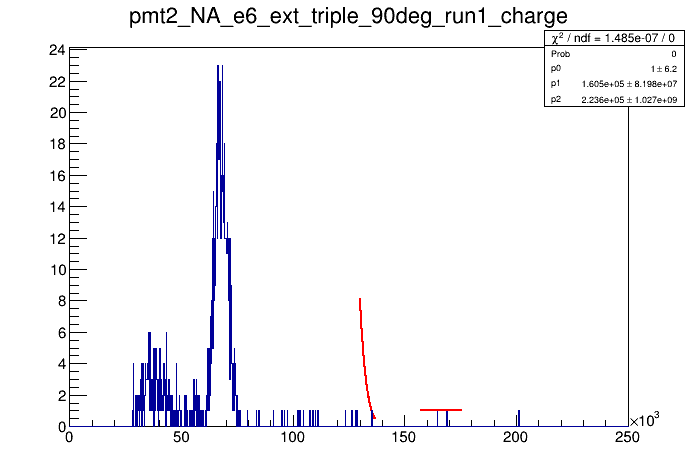 pmt2_NA_e6_ext_triple_90deg_run1_charge
χ² / ndf = 1.485e-07 / 0
Prob 0
p0 1 ± 6.2
p1 1.605e+05 ± 8.198e+07
p2 2.236e+05 ± 1.027e+09
24
22
20
18
16
14
12
10
8
6
4
2
0
0 50 100 150 200 250
×10³